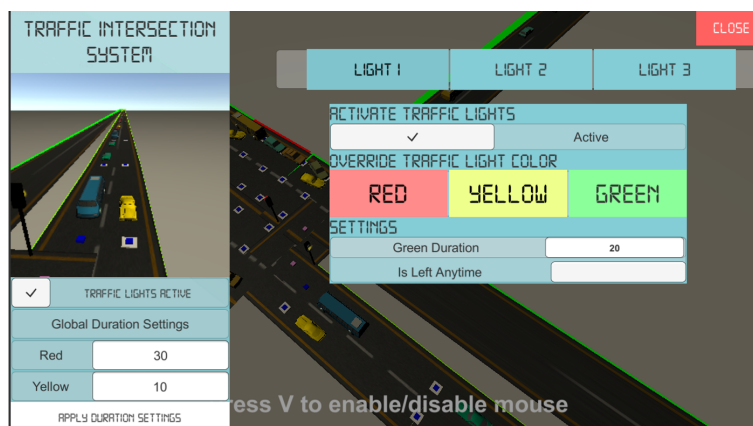 TRAFFIC INTERSECTION
SYSTEM
TRAFFIC LIGHTS ACTIVE
Global Duration Settings
Red 30
Yellow 10
APPLY DURATION SETTINGS
CLOSE
LIGHT 1 LIGHT 2 LIGHT 3
ACTIVATE TRAFFIC LIGHTS
Active
OVERRIDE TRAFFIC LIGHT COLOR
RED YELLOW GREEN
SETTINGS
Green Duration 20
Is Left Anytime
ress V to enable/disable mouse